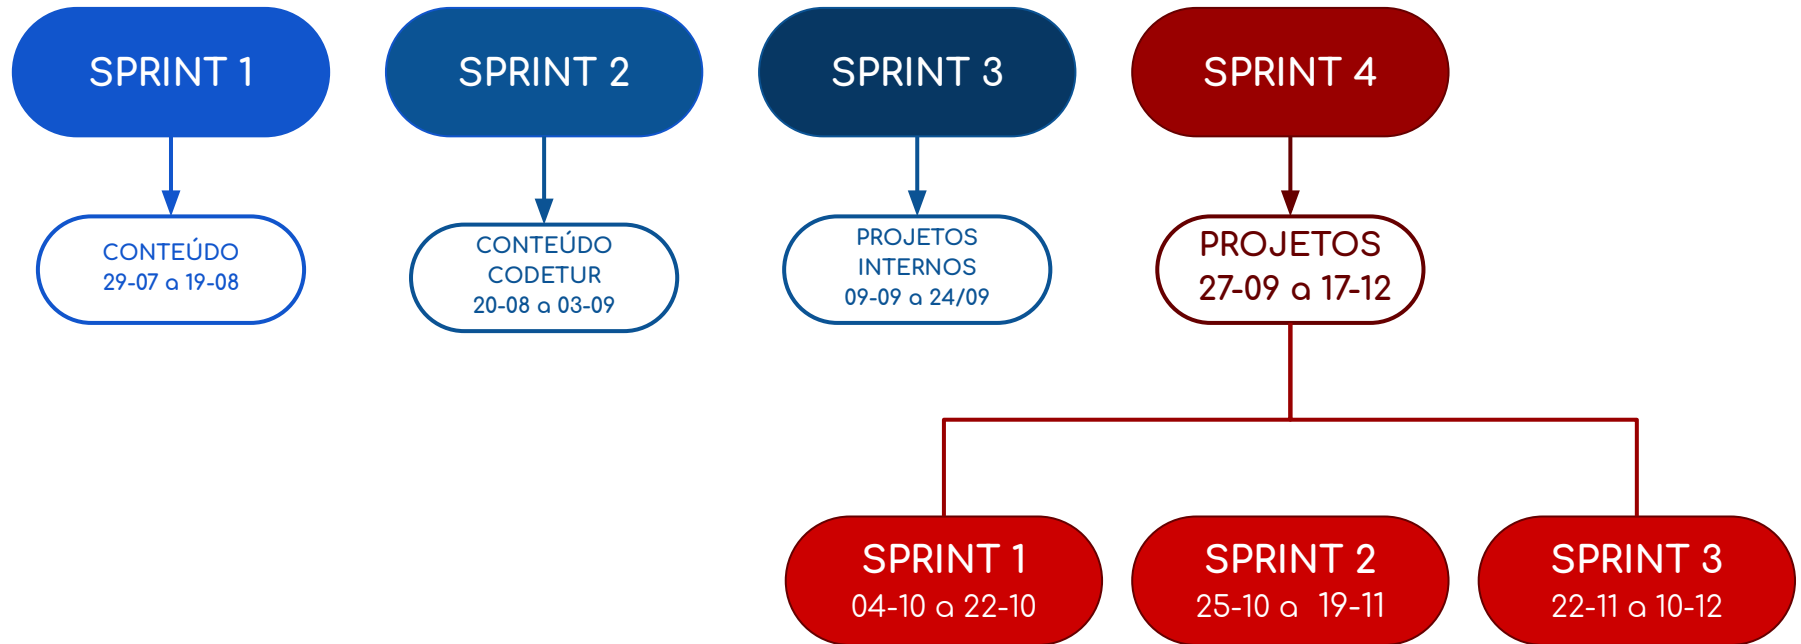 SPRINT 1
SPRINT 2
SPRINT 3
SPRINT 4
CONTEÚDO
29-07 a 19-08
CONTEÚDO
CODETUR
20-08 a 03-09
PROJETOS
INTERNOS
09-09 a 24/09
PROJETOS
27-09 a 17-12
SPRINT 1
04-10 a 22-10
SPRINT 2
25-10 a 19-11
SPRINT 3
22-11 a 10-12